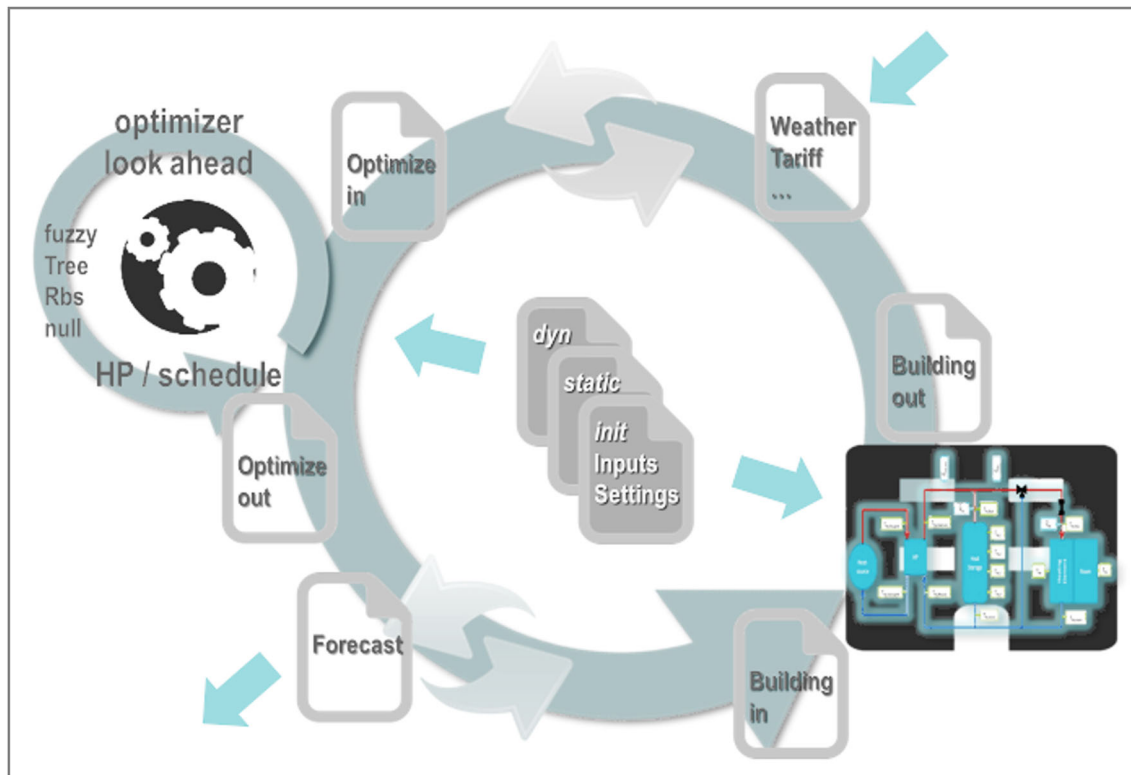 optimizer
look ahead
fuzzy
Tree
Rbs
null
HP / schedule
Optimize
in
Weather
Tariff
...
dyn
static
init
Inputs
Settings
Building
out
Optimize
out
Forecast
Building
in
HP